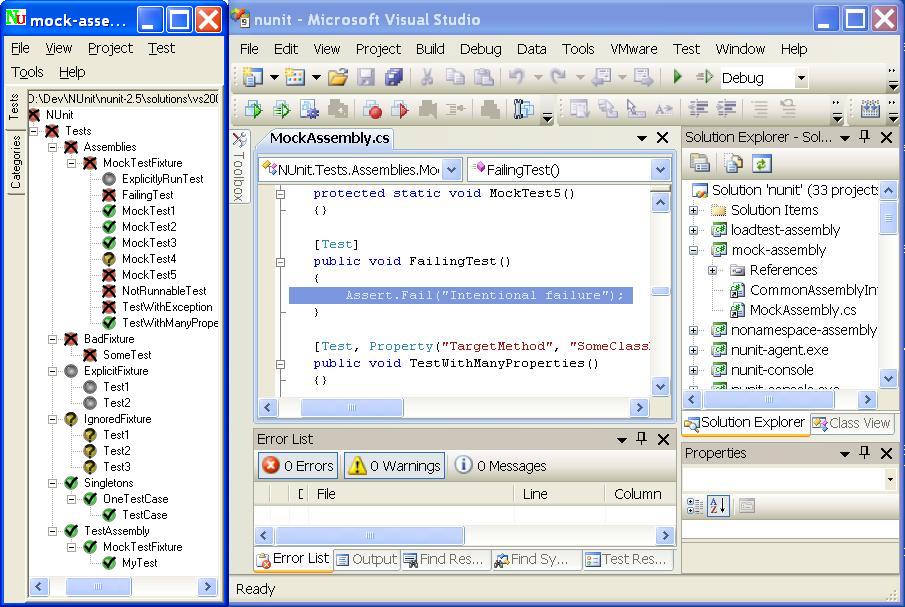 mock-asse...
File View Project Test
Tools Help
Tests
Categories
D:\Dev\NUnit\nunit-2.5\solutions\vs200
NUnit
Tests
Assemblies
MockTestFixture
ExplicitlyRunTest
FailingTest
MockTest1
MockTest2
MockTest3
MockTest4
MockTest5
NotRunnableTest
TestWithException
TestWithManyPrope
BadFixture
SomeTest
ExplicitFixture
Test1
Test2
IgnoredFixture
Test1
Test2
Test3
Singletons
OneTestCase
TestCase
TestAssembly
MockTestFixture
MyTest
nunit - Microsoft Visual Studio
File Edit View Project Build Debug Data Tools VMware Test Window Help
Debug
Toolbox
MockAssembly.cs
NUnit.Tests.Assemblies.Mo FailingTest()
protected static void MockTest5()
{}
[Test]
public void FailingTest()
{
Assert.Fail("Intentional failure");
}
[Test, Property("TargetMethod", "SomeClass
public void TestWithManyProperties()
{}
Error List
0 Errors 0 Warnings 0 Messages
File Line Column
Error List Output Find Res... Find Sy... Test Res...
Ready
Solution Explorer - Sol...
Solution 'nunit' (33 projects
Solution Items
loadtest-assembly
mock-assembly
References
CommonAssemblyIn
MockAssembly.cs
nonamespace-assembly
nunit-agent.exe
nunit-console
nunit-console.exe
Solution Explorer Class View
Properties